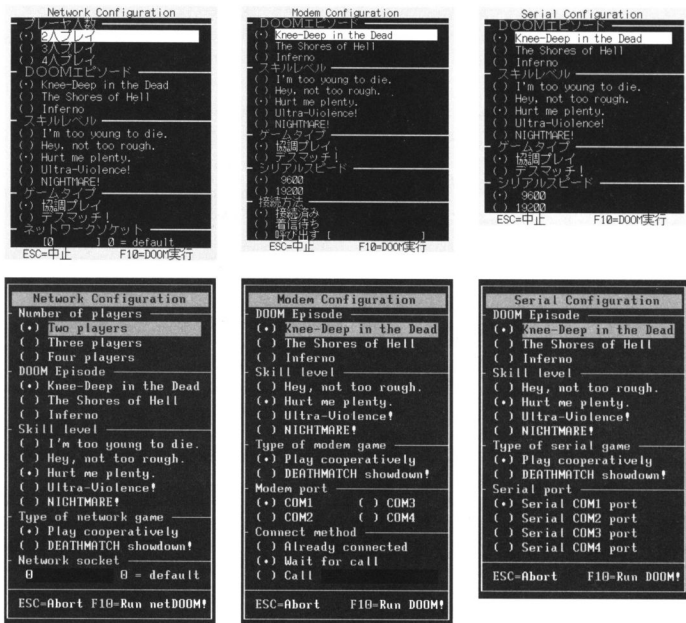 Network Configuration
プレーヤ人数
(·) 2人プレイ
( ) 3人プレイ
( ) 4人プレイ
DOOMエピソード
(·) Knee-Deep in the Dead
( ) The Shores of Hell
( ) Inferno
スキルレベル
( ) I'm too young to die.
( ) Hey, not too rough.
(·) Hurt me plenty.
( ) Ultra-Violence!
( ) NIGHTMARE!
ゲームタイプ
(·) 協調プレイ
( ) デスマッチ!
ネットワークソケット
[0 ] 0 = default
ESC=中止 F10=DOOM実行
Modem Configuration
DOOMエピソード
(·) Knee-Deep in the Dead
( ) The Shores of Hell
( ) Inferno
スキルレベル
( ) I'm too young to die.
( ) Hey, not too rough.
(·) Hurt me plenty.
( ) Ultra-Violence!
( ) NIGHTMARE!
ゲームタイプ
(·) 協調プレイ
( ) デスマッチ!
シリアルスピード
(·) 9600
( ) 19200
接続方法
(·) 接続済み
( ) 着信待ち
( ) 呼び出す [ ]
ESC=中止 F10=DOOM実行
Serial Configuration
DOOMエピソード
(·) Knee-Deep in the Dead
( ) The Shores of Hell
( ) Inferno
スキルレベル
( ) I'm too young to die.
( ) Hey, not too rough.
(·) Hurt me plenty.
( ) Ultra-Violence!
( ) NIGHTMARE!
ゲームタイプ
(·) 協調プレイ
( ) デスマッチ!
シリアルスピード
(·) 9600
( ) 19200
ESC=中止 F10=DOOM実行
Network Configuration
Number of players
(•) Two players
( ) Three players
( ) Four players
DOOM Episode
(•) Knee-Deep in the Dead
( ) The Shores of Hell
( ) Inferno
Skill level
( ) I'm too young to die.
( ) Hey, not too rough.
(•) Hurt me plenty.
( ) Ultra-Violence!
( ) NIGHTMARE!
Type of network game
(•) Play cooperatively
( ) DEATHMATCH showdown!
Network socket
0 0 = default
ESC=Abort F10=Run netDOOM!
Modem Configuration
DOOM Episode
(•) Knee-Deep in the Dead
( ) The Shores of Hell
( ) Inferno
Skill level
( ) Hey, not too rough.
(•) Hurt me plenty.
( ) Ultra-Violence!
( ) NIGHTMARE!
Type of modem game
(•) Play cooperatively
( ) DEATHMATCH showdown!
Modem port
(•) COM1 ( ) COM3
( ) COM2 ( ) COM4
Connect method
( ) Already connected
(•) Wait for call
( ) Call
ESC=Abort F10=Run DOOM!
Serial Configuration
DOOM Episode
(•) Knee-Deep in the Dead
( ) The Shores of Hell
( ) Inferno
Skill level
( ) Hey, not too rough.
(•) Hurt me plenty.
( ) Ultra-Violence!
( ) NIGHTMARE!
Type of serial game
(•) Play cooperatively
( ) DEATHMATCH showdown!
Serial port
(•) Serial COM1 port
( ) Serial COM2 port
( ) Serial COM3 port
( ) Serial COM4 port
ESC=Abort F10=Run DOOM!